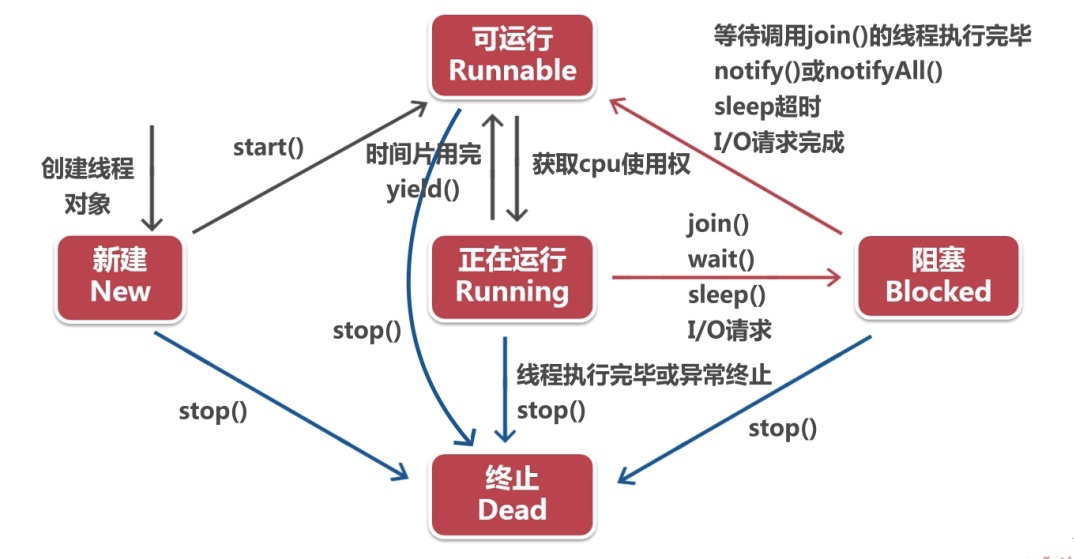 可运行
Runnable
等待调用join()的线程执行完毕
notify()或notifyAll()
sleep超时
I/O请求完成
start()
时间片用完
yield()
获取cpu使用权
创建线程
对象
新建
New
正在运行
Running
join()
wait()
sleep()
I/O请求
阻塞
Blocked
stop()
线程执行完毕或异常终止
stop()
stop()
stop()
终止
Dead